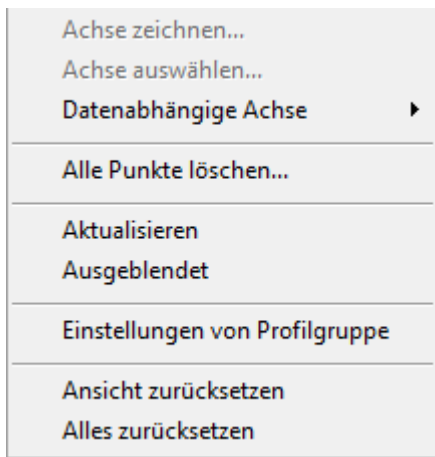 Achse zeichnen...
Achse auswählen...
Datenabhängige Achse
Alle Punkte löschen...
Aktualisieren
Ausgeblendet
Einstellungen von Profilgruppe
Ansicht zurücksetzen
Alles zurücksetzen